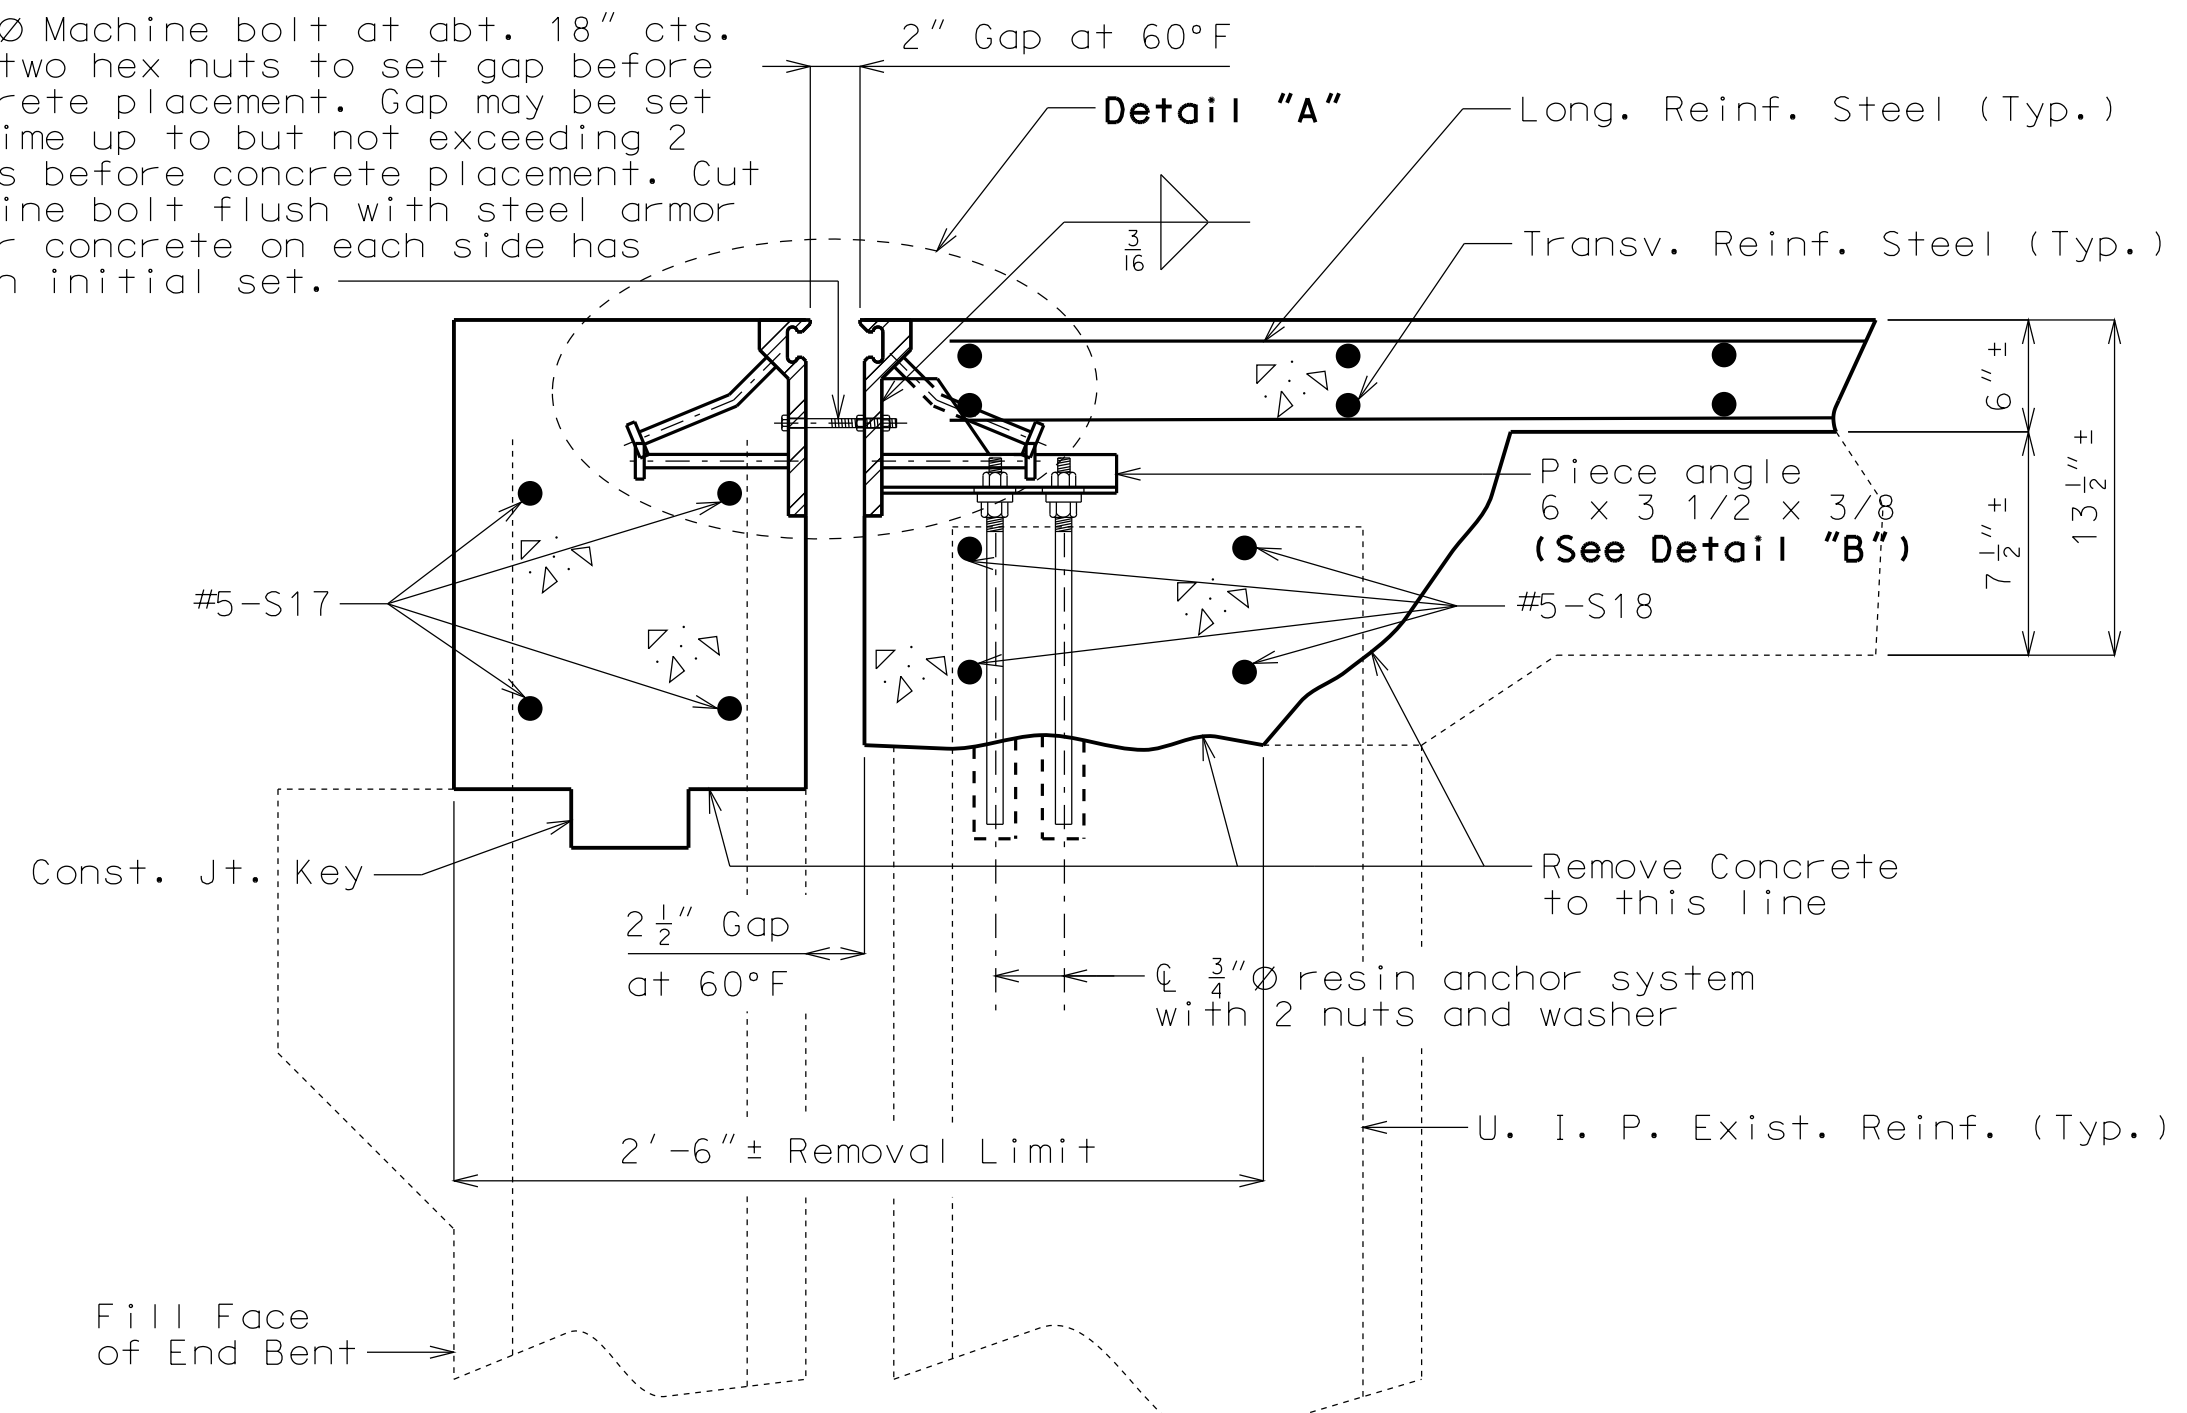 Ø Machine bolt at abt. 18" cts.
two hex nuts to set gap before
rete placement. Gap may be set
ime up to but not exceeding 2
s before concrete placement. Cut
ine bolt flush with steel armor
r concrete on each side has
n initial set.
2" Gap at 60°F
Detail "A"
Long. Reinf. Steel (Typ.)
3/16
Transv. Reinf. Steel (Typ.)
6"±
13 1/2"±
7 1/2"±
Piece angle
6 x 3 1/2 x 3/8
(See Detail "B")
#5-S17
#5-S18
Const. Jt. Key
Remove Concrete
to this line
2 1/2" Gap
at 60°F
℄ 3/4"Ø resin anchor system
with 2 nuts and washer
2'-6"± Removal Limit
U. I. P. Exist. Reinf. (Typ.)
Fill Face
of End Bent